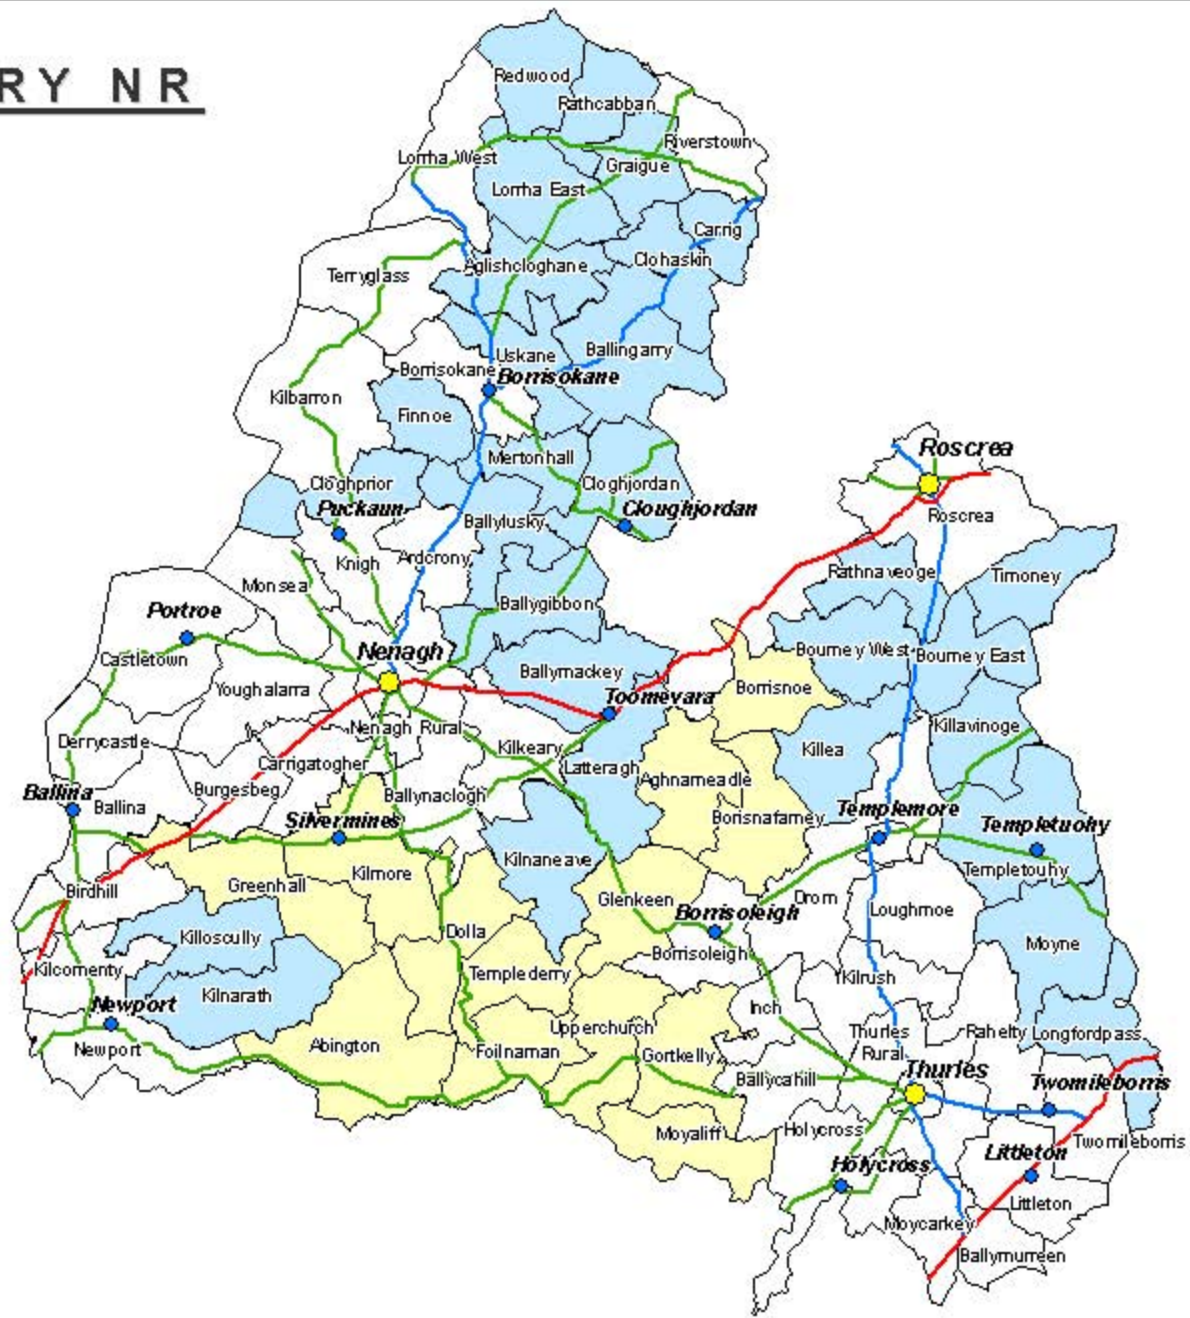 RY NR
Redwood
Rathcabban
Riverstown
Lorrha West
Graigue
Lorrha East
Carrig
Clohaskin
Aglishcloghane
Terryglass
Ballingarry
Uskane
Borrisokane
Borrisokane
Kilbarron
Finnoe
Roscrea
Mertonhall
Cloghprior
Cloghjordan
Puckaun
Cloughjordan
Roscrea
Ballylusky
Ardcrony
Knigh
Rathnaveoge
Timoney
Monsea
Ballygibbon
Portroe
Nenagh
Bourney West
Bourney East
Castletown
Ballymackey
Youghalarra
Borrisnoe
Toomevara
Nenagh Rural
Killavinoge
Derrycastle
Kilkeary
Killea
Carrigatogher
Latteragh
Aghnameadle
Burgesbeg
Ballina
Ballina
Ballynaclogh
Templemore
Silvermines
Borisnafarney
Templetuohy
Kilnaneave
Kilmore
Templetouhy
Greenhall
Birdhill
Glenkeen
Drom
Borrisoleigh
Loughmoe
Dolla
Killoscully
Moyne
Borrisoleigh
Kilcomenty
Templederry
Kilrush
Kilnarath
Newport
Inch
Upperchurch
Thurles
Rural
Rahelty
Longfordpass
Abington
Newport
Foilnaman
Gortkelly
Ballycahill
Thurles
Twomileborris
Moyaliff
Holycross
Twomileborris
Littleton
Holycross
Littleton
Moycarkey
Ballymurreen